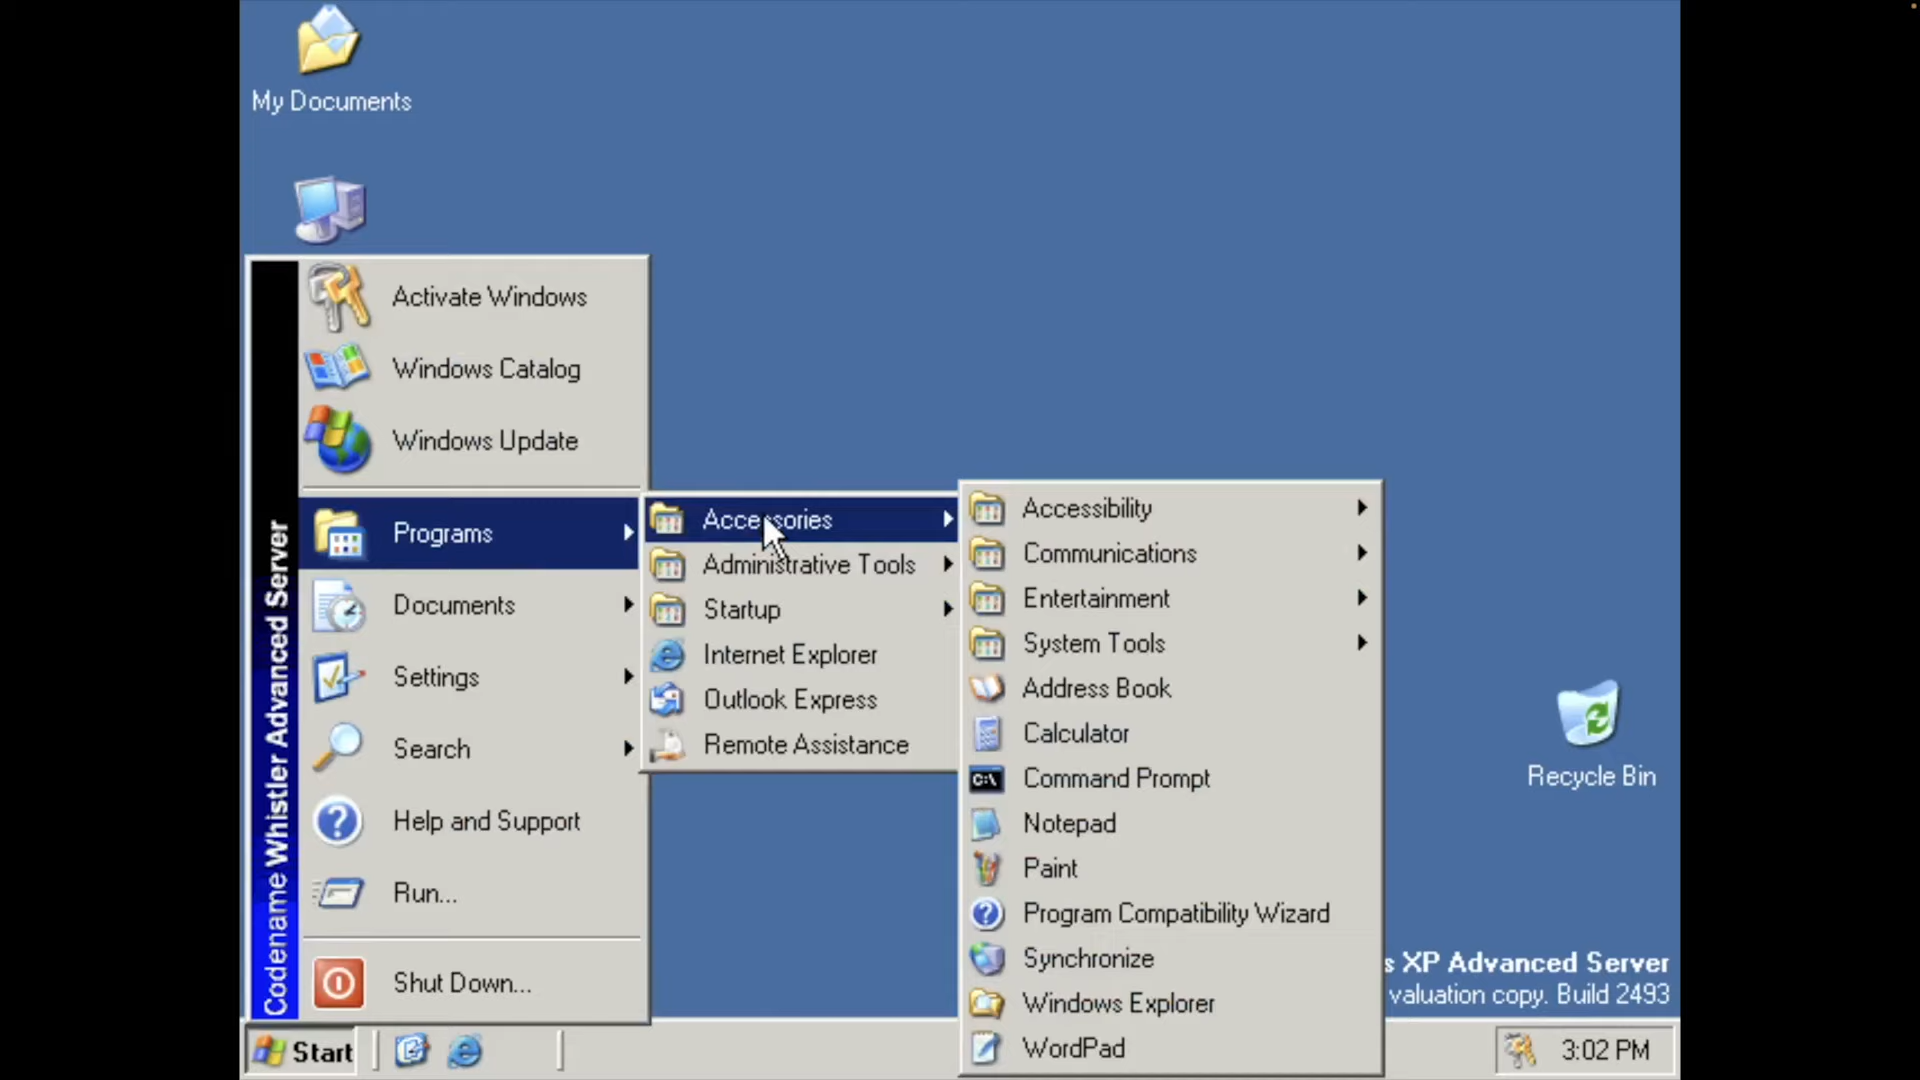 My Documents
Activate Windows
Windows Catalog
Windows Update
Programs
Documents
Settings
Search
Help and Support
Run...
Shut Down...
Codename Whistler Advanced Server
Accessories
Administrative Tools
Startup
Internet Explorer
Outlook Express
Remote Assistance
Accessibility
Communications
Entertainment
System Tools
Address Book
Calculator
C:\
Command Prompt
Notepad
Paint
Program Compatibility Wizard
Synchronize
Windows Explorer
WordPad
Recycle Bin
s XP Advanced Server
valuation copy. Build 2493
Start
3:02 PM